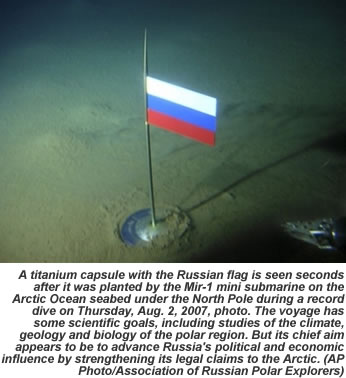 A titanium capsule with the Russian flag is seen seconds
after it was planted by the Mir-1 mini submarine on the
Arctic Ocean seabed under the North Pole during a record
dive on Thursday, Aug. 2, 2007, photo. The voyage has
some scientific goals, including studies of the climate,
geology and biology of the polar region. But its chief aim
appears to be to advance Russia's political and economic
influence by strengthening its legal claims to the Arctic. (AP
Photo/Association of Russian Polar Explorers)